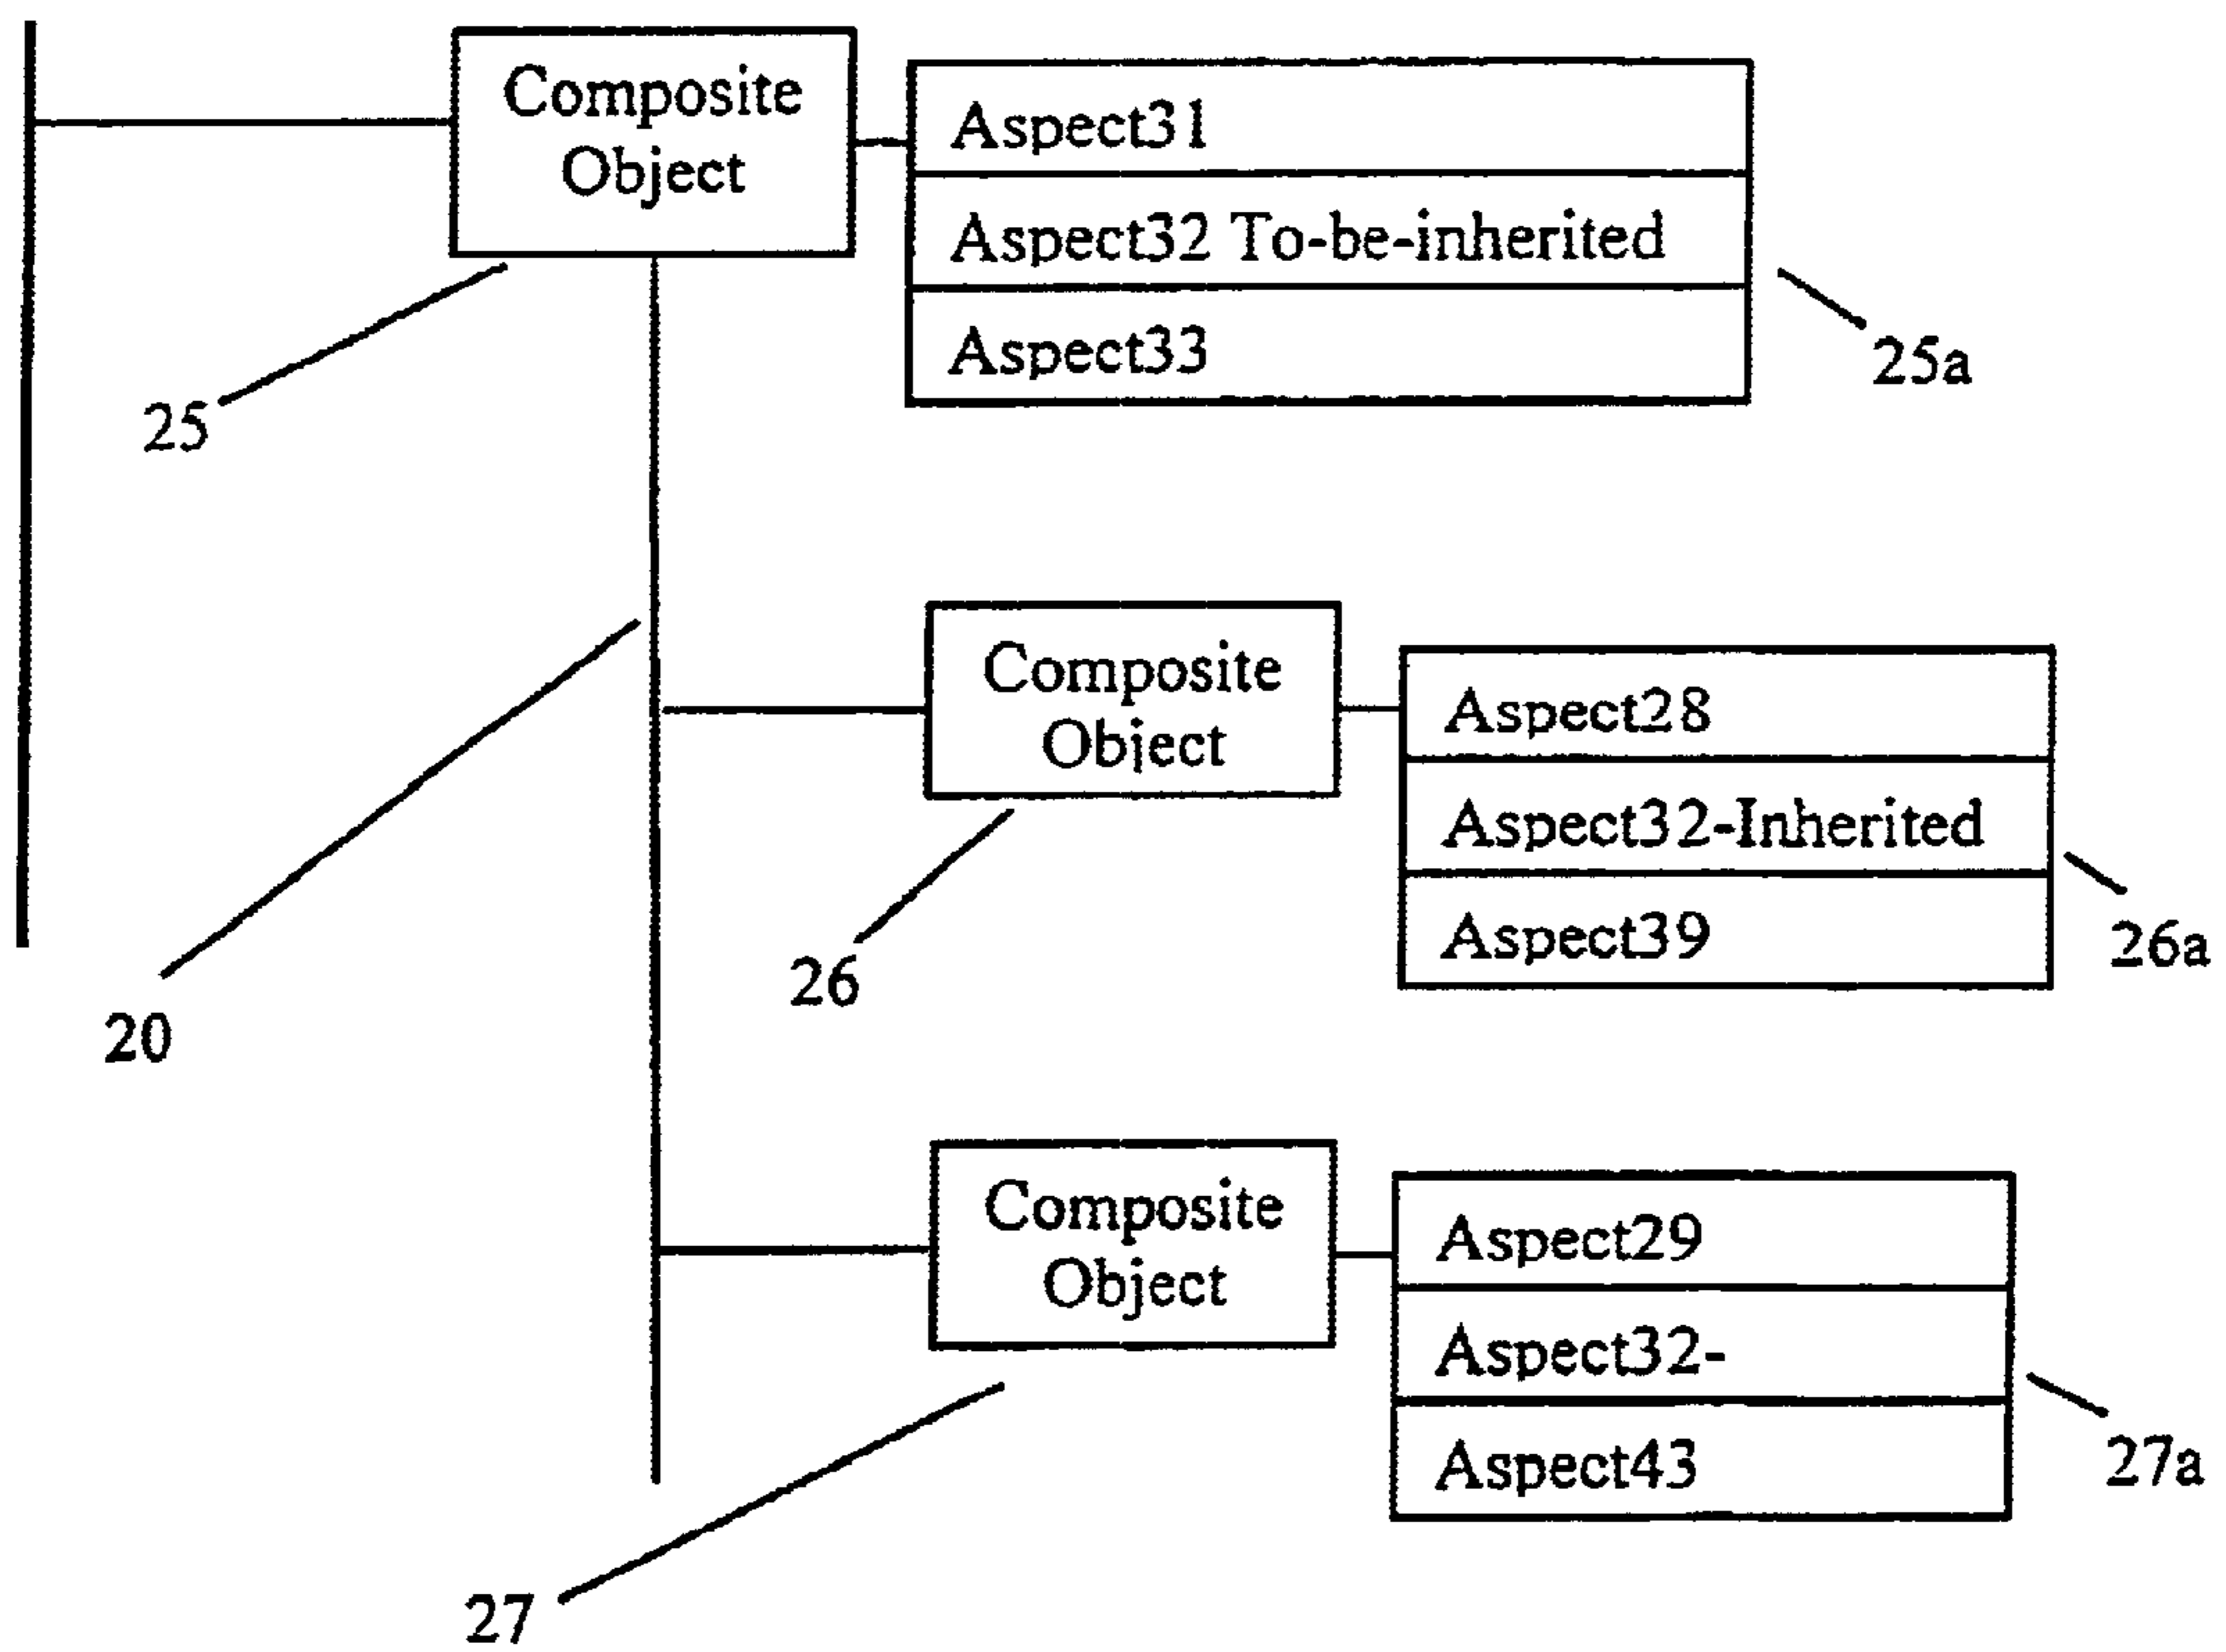 Composite
Object
Aspect31
Aspect32 To-be-inherited
Aspect33
25
25a
Composite
Object
Aspect28
Aspect32-Inherited
Aspect39
20
26
26a
Composite
Object
Aspect29
Aspect32-
Aspect43
27
27a